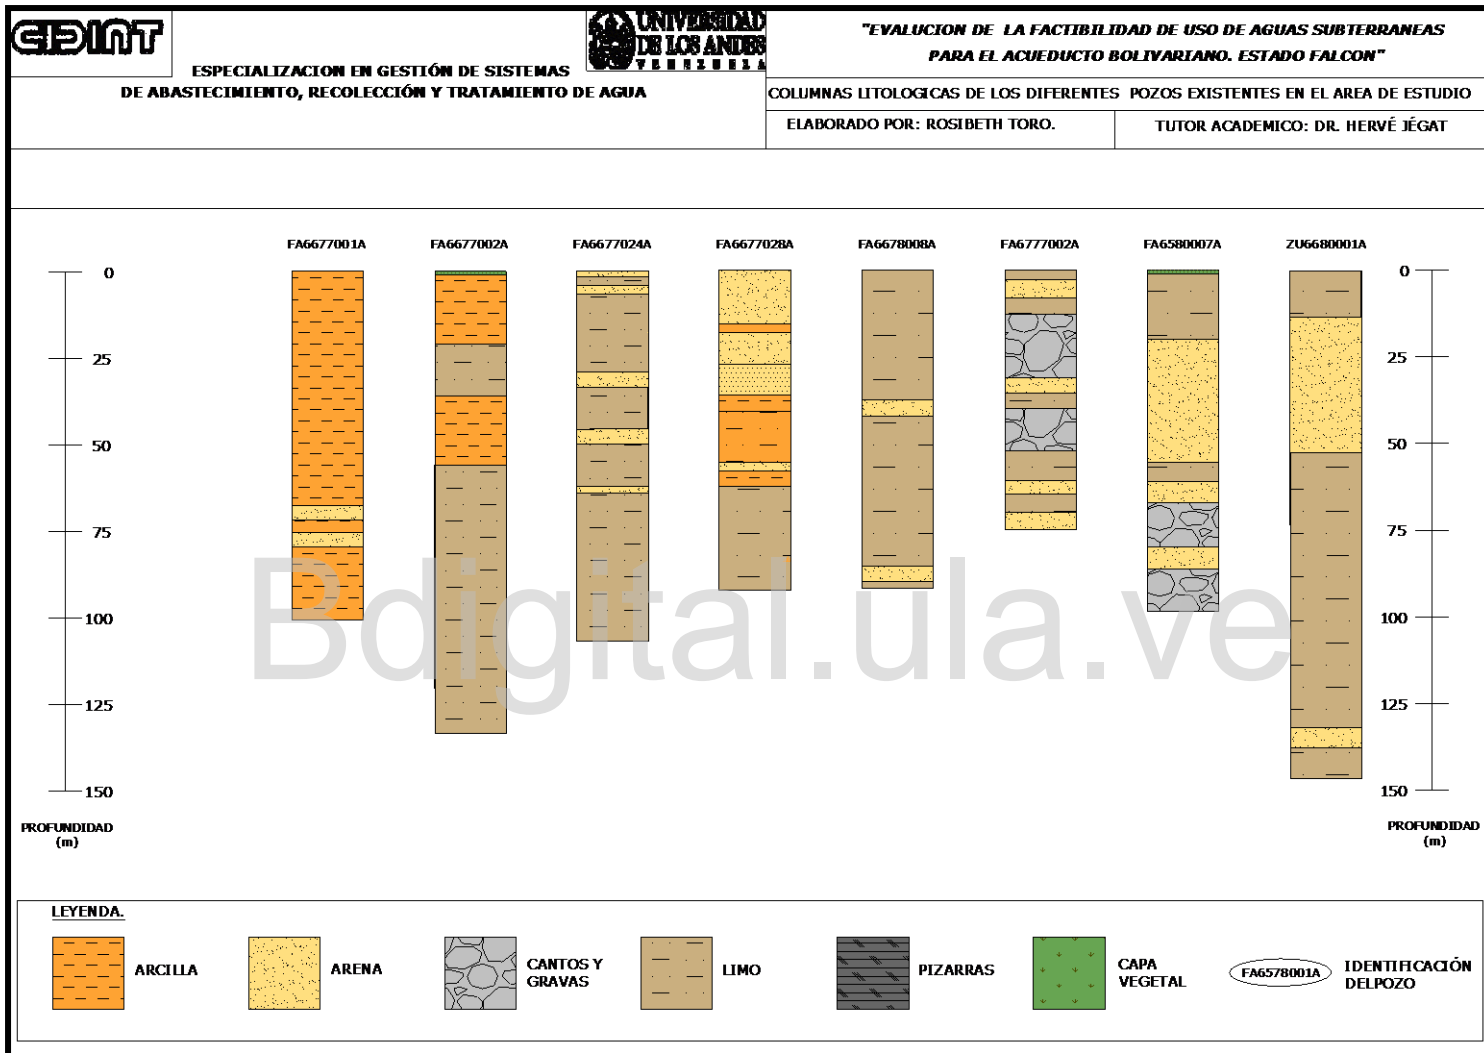 CIDIAT
UNIVERSIDAD
DE LOS ANDES
VENEZUELA
ESPECIALIZACION EN GESTIÓN DE SISTEMAS
DE ABASTECIMIENTO, RECOLECCIÓN Y TRATAMIENTO DE AGUA
"EVALUCION DE LA FACTIBILIDAD DE USO DE AGUAS SUBTERRANEAS
PARA EL ACUEDUCTO BOLIVARIANO. ESTADO FALCON"
COLUMNAS LITOLOGICAS DE LOS DIFERENTES POZOS EXISTENTES EN EL AREA DE ESTUDIO
ELABORADO POR: ROSIBETH TORO.
TUTOR ACADEMICO: DR. HERVÉ JÉGAT
FA6677001A
FA6677002A
FA6677024A
FA6677028A
FA6678008A
FA6777002A
FA6580007A
ZU6680001A
0
25
50
75
100
125
150
PROFUNDIDAD
(m)
0
25
50
75
100
125
150
PROFUNDIDAD
(m)
Bdigital.ula.ve
LEYENDA.
ARCILLA
ARENA
CANTOS Y
GRAVAS
LIMO
PIZARRAS
CAPA
VEGETAL
FA6578001A
IDENTIFICACIÓN
DELPOZO